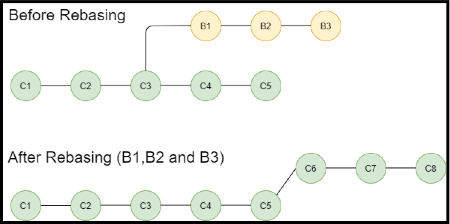 Before Rebasing
B1 B2 B3
C1 C2 C3 C4 C5
After Rebasing (B1,B2 and B3)
C6 C7 C8
C1 C2 C3 C4 C5